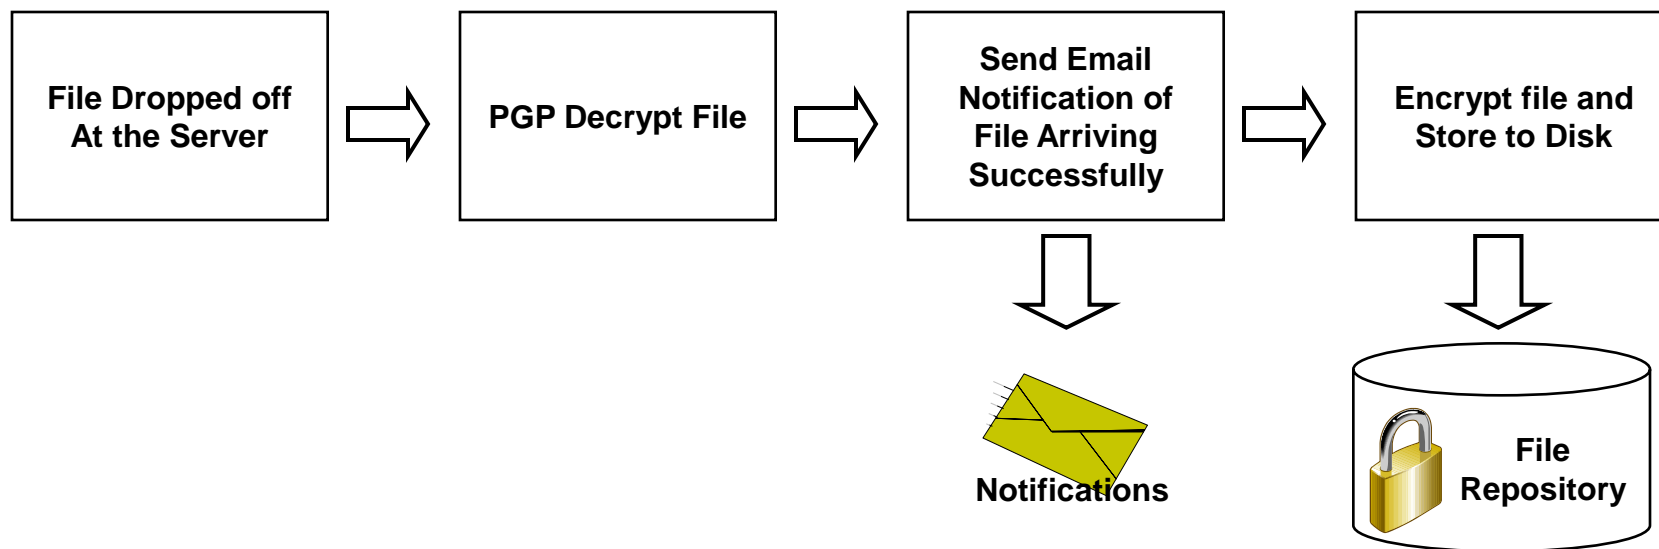 File Dropped off
At the Server
PGP Decrypt File
Send Email
Notification of
File Arriving
Successfully
Encrypt file and
Store to Disk
Notifications
File
Repository